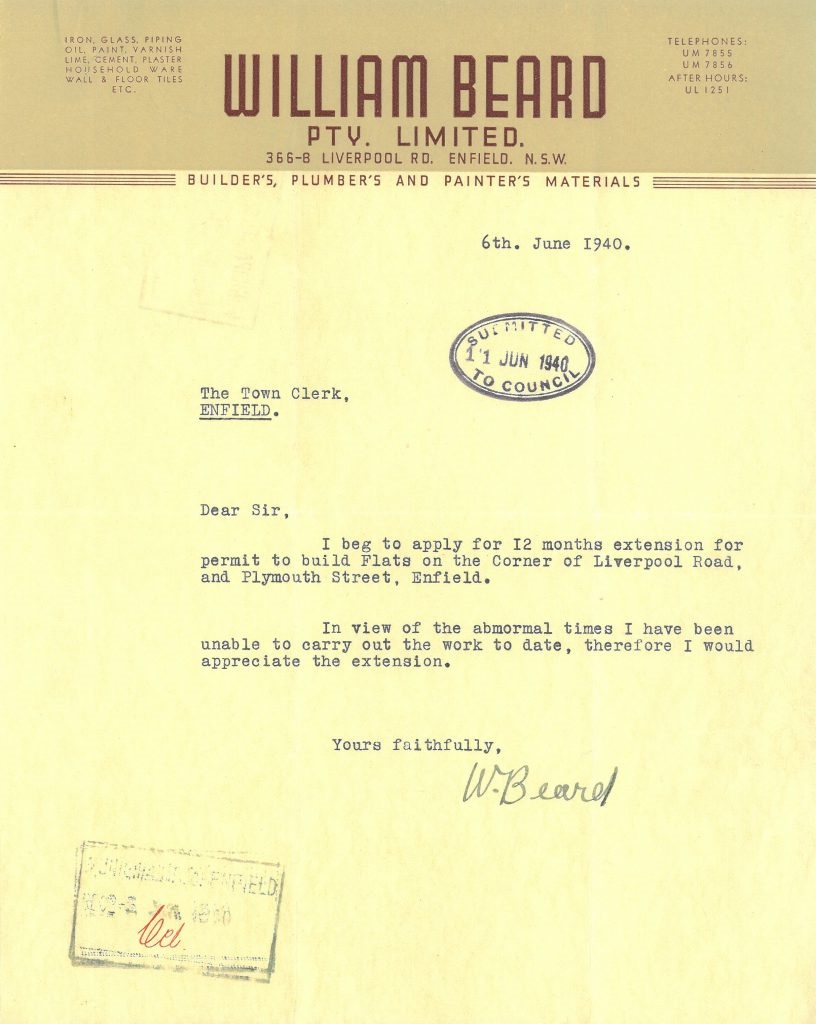 IRON, GLASS, PIPING
OIL, PAINT, VARNISH
LIME, CEMENT, PLASTER
HOUSEHOLD WARE
WALL & FLOOR TILES
ETC.
TELEPHONES:
UM 7855
UM 7856
AFTER HOURS:
UL 1251
WILLIAM BEARD
PTY. LIMITED.
366-8 LIVERPOOL RD. ENFIELD. N.S.W.
BUILDER'S, PLUMBER'S AND PAINTER'S MATERIALS
6th. June I940.
SUBMITTED
11 JUN 1940
TO COUNCIL
The Town Clerk,
ENFIELD.
Dear Sir,
I beg to apply for I2 months extension for
permit to build Flats on the Corner of Liverpool Road,
and Plymouth Street, Enfield.
In view of the abmormal times I have been
unable to carry out the work to date, therefore I would
appreciate the extension.
Yours faithfully,
W. Beard
ENFIELD